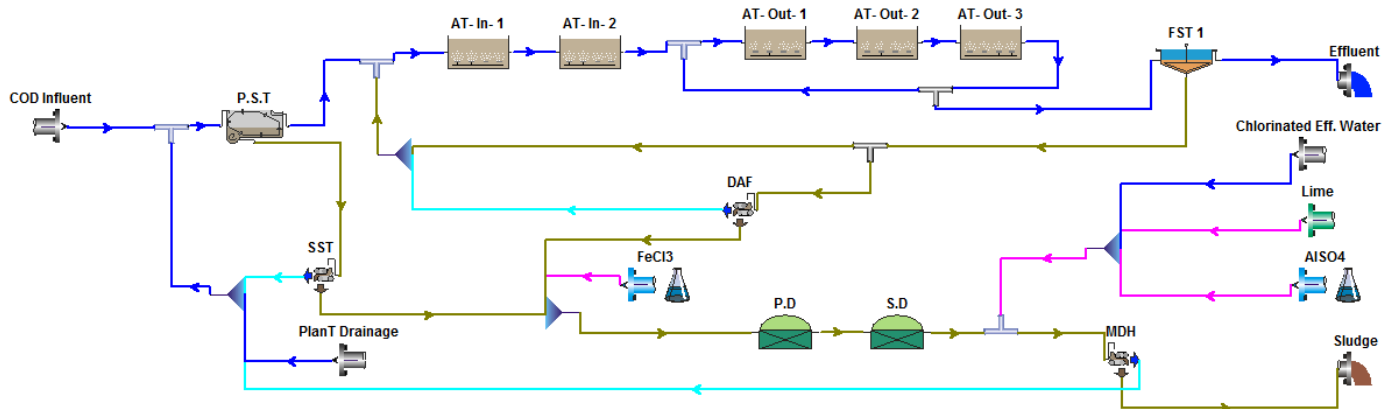 AT- In- 1
AT- In- 2
AT- Out- 1
AT- Out- 2
AT- Out- 3
FST 1
Effluent
COD Influent
P.S.T
Chlorinated Eff. Water
DAF
Lime
SST
FeCl3
AlSO4
P.D
S.D
PlanT Drainage
MDH
Sludge